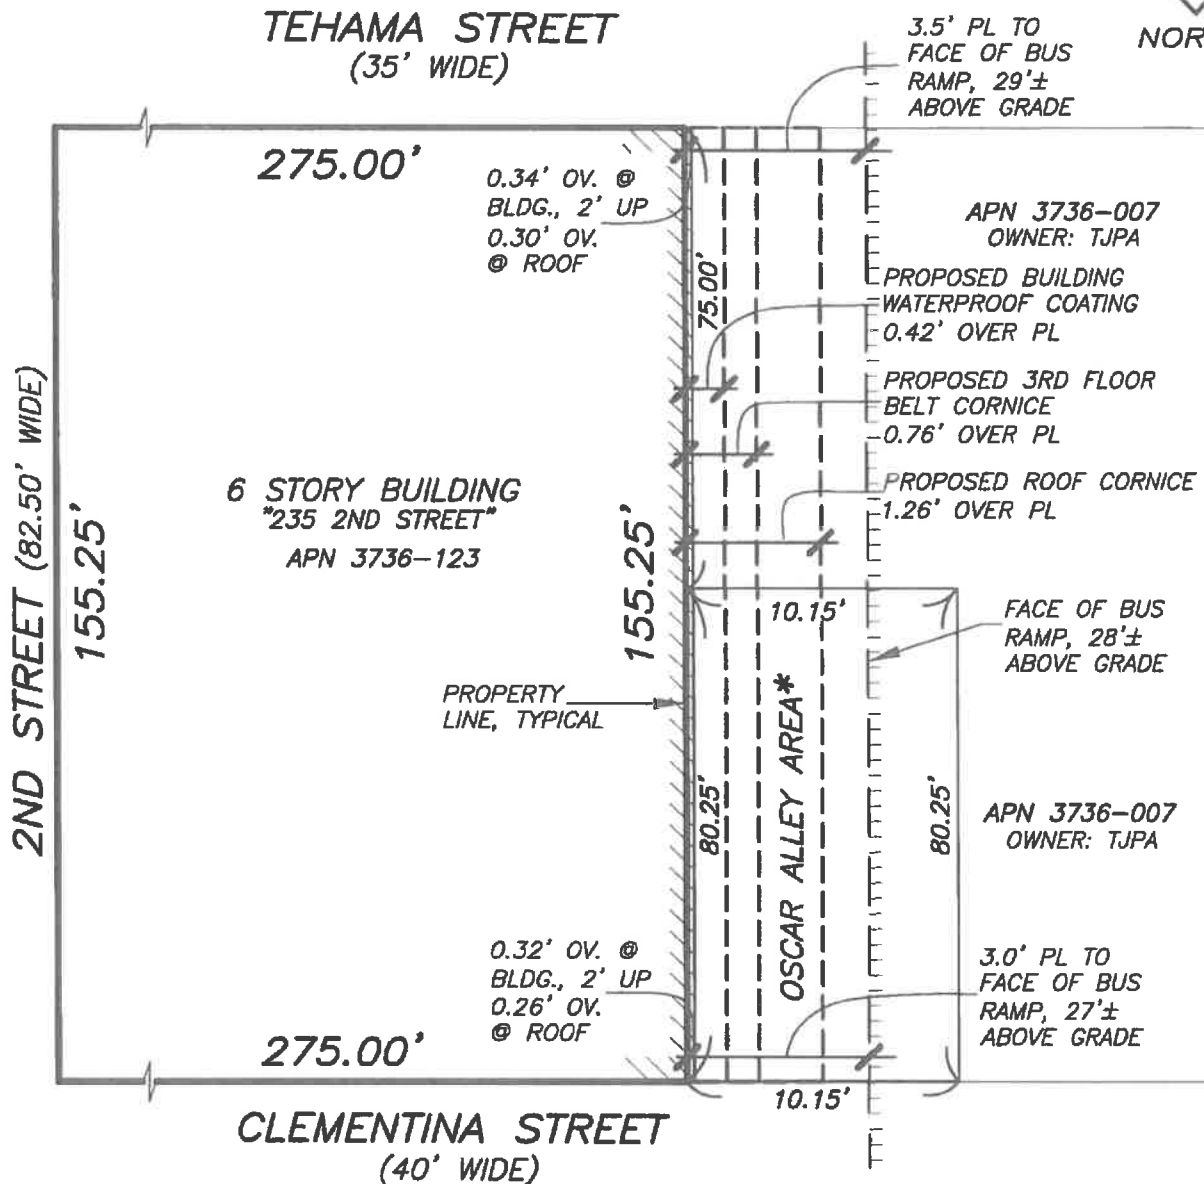 TEHAMA STREET
(35' WIDE)
3.5' PL TO
FACE OF BUS
RAMP, 29'±
ABOVE GRADE
275.00'
0.34' OV. @
BLDG., 2' UP
0.30' OV.
@ ROOF
75.00'
APN 3736-007
OWNER: TJPA
PROPOSED BUILDING
WATERPROOF COATING
0.42' OVER PL
PROPOSED 3RD FLOOR
BELT CORNICE
0.76' OVER PL
PROPOSED ROOF CORNICE
1.26' OVER PL
2ND STREET (82.50' WIDE)
155.25'
6 STORY BUILDING
"235 2ND STREET"
APN 3736-123
155.25'
10.15'
FACE OF BUS
RAMP, 28'±
ABOVE GRADE
PROPERTY
LINE, TYPICAL
80.25'
OSCAR ALLEY AREA*
80.25'
APN 3736-007
OWNER: TJPA
0.32' OV. @
BLDG., 2' UP
0.26' OV.
@ ROOF
3.0' PL TO
FACE OF BUS
RAMP, 27'±
ABOVE GRADE
275.00'
10.15'
CLEMENTINA STREET
(40' WIDE)